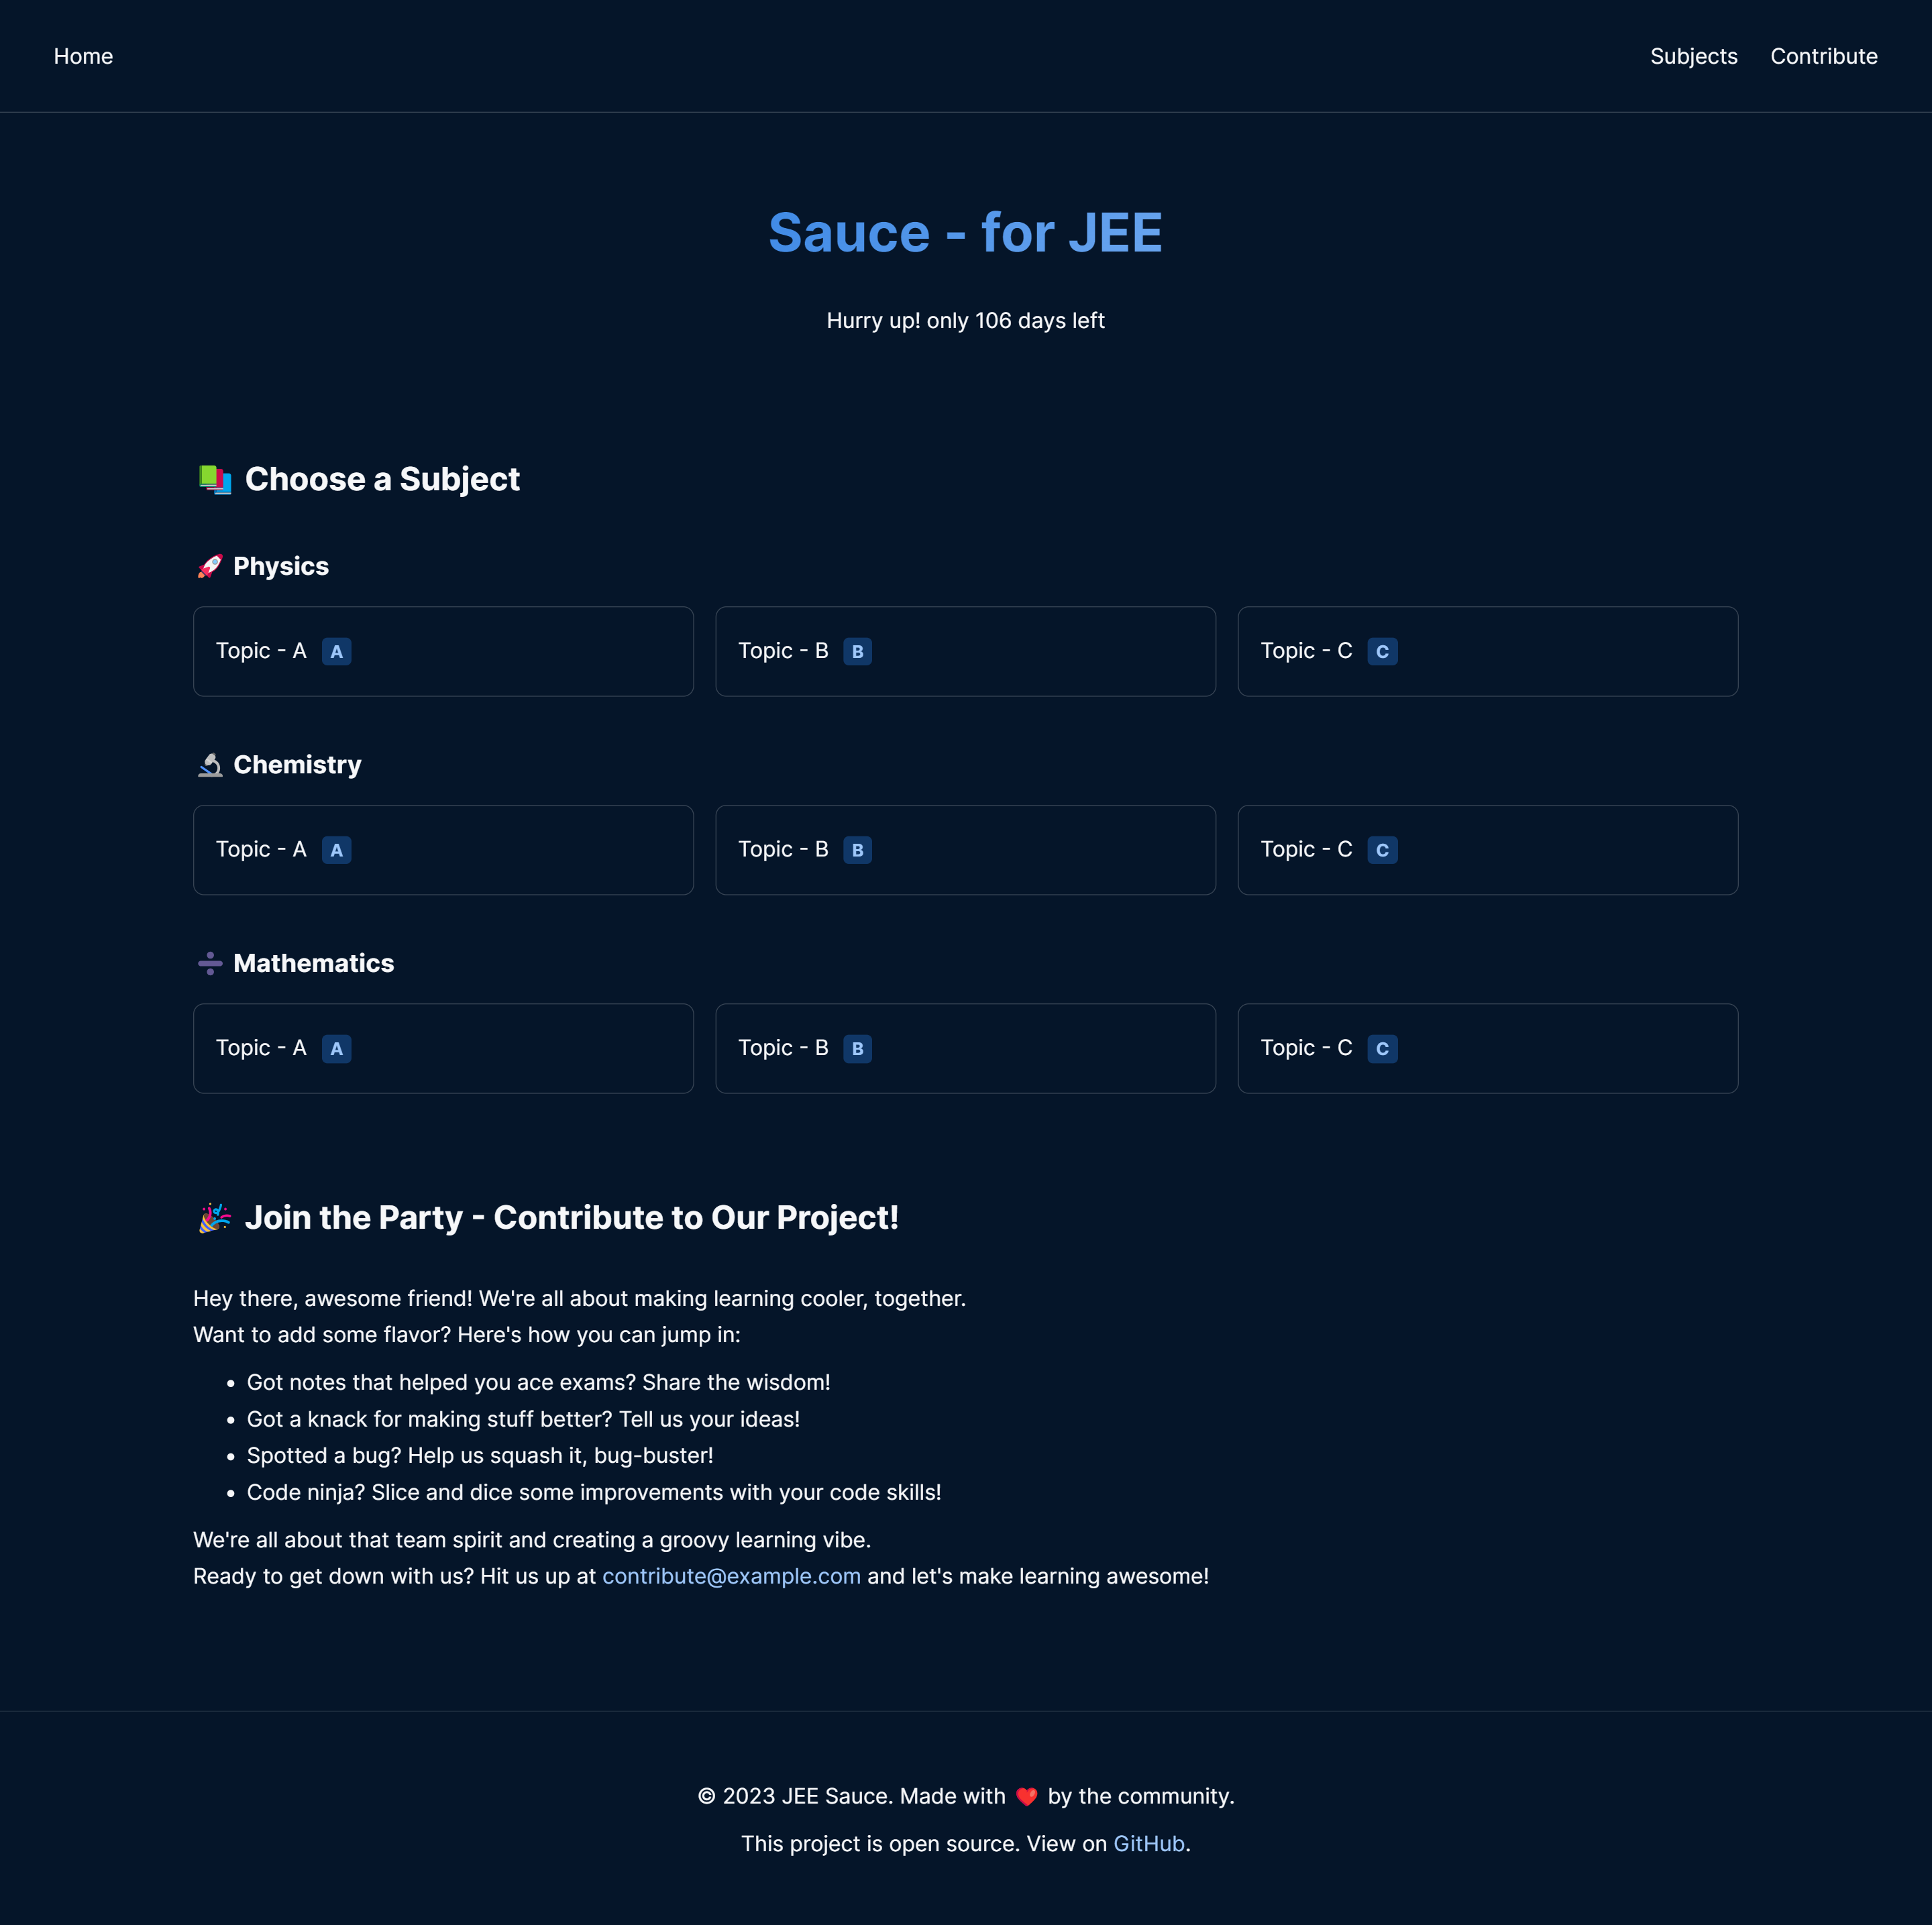 Home Subjects Contribute
Sauce - for JEE
Hurry up! only 106 days left
📚 Choose a Subject
🚀 Physics
Topic - A A
Topic - B B
Topic - C C
🔬 Chemistry
Topic - A A
Topic - B B
Topic - C C
➗ Mathematics
Topic - A A
Topic - B B
Topic - C C
🎉 Join the Party - Contribute to Our Project!
Hey there, awesome friend! We're all about making learning cooler, together.
Want to add some flavor? Here's how you can jump in:
• Got notes that helped you ace exams? Share the wisdom!
• Got a knack for making stuff better? Tell us your ideas!
• Spotted a bug? Help us squash it, bug-buster!
• Code ninja? Slice and dice some improvements with your code skills!
We're all about that team spirit and creating a groovy learning vibe.
Ready to get down with us? Hit us up at contribute@example.com and let's make learning awesome!
© 2023 JEE Sauce. Made with ❤️ by the community.
This project is open source. View on GitHub.